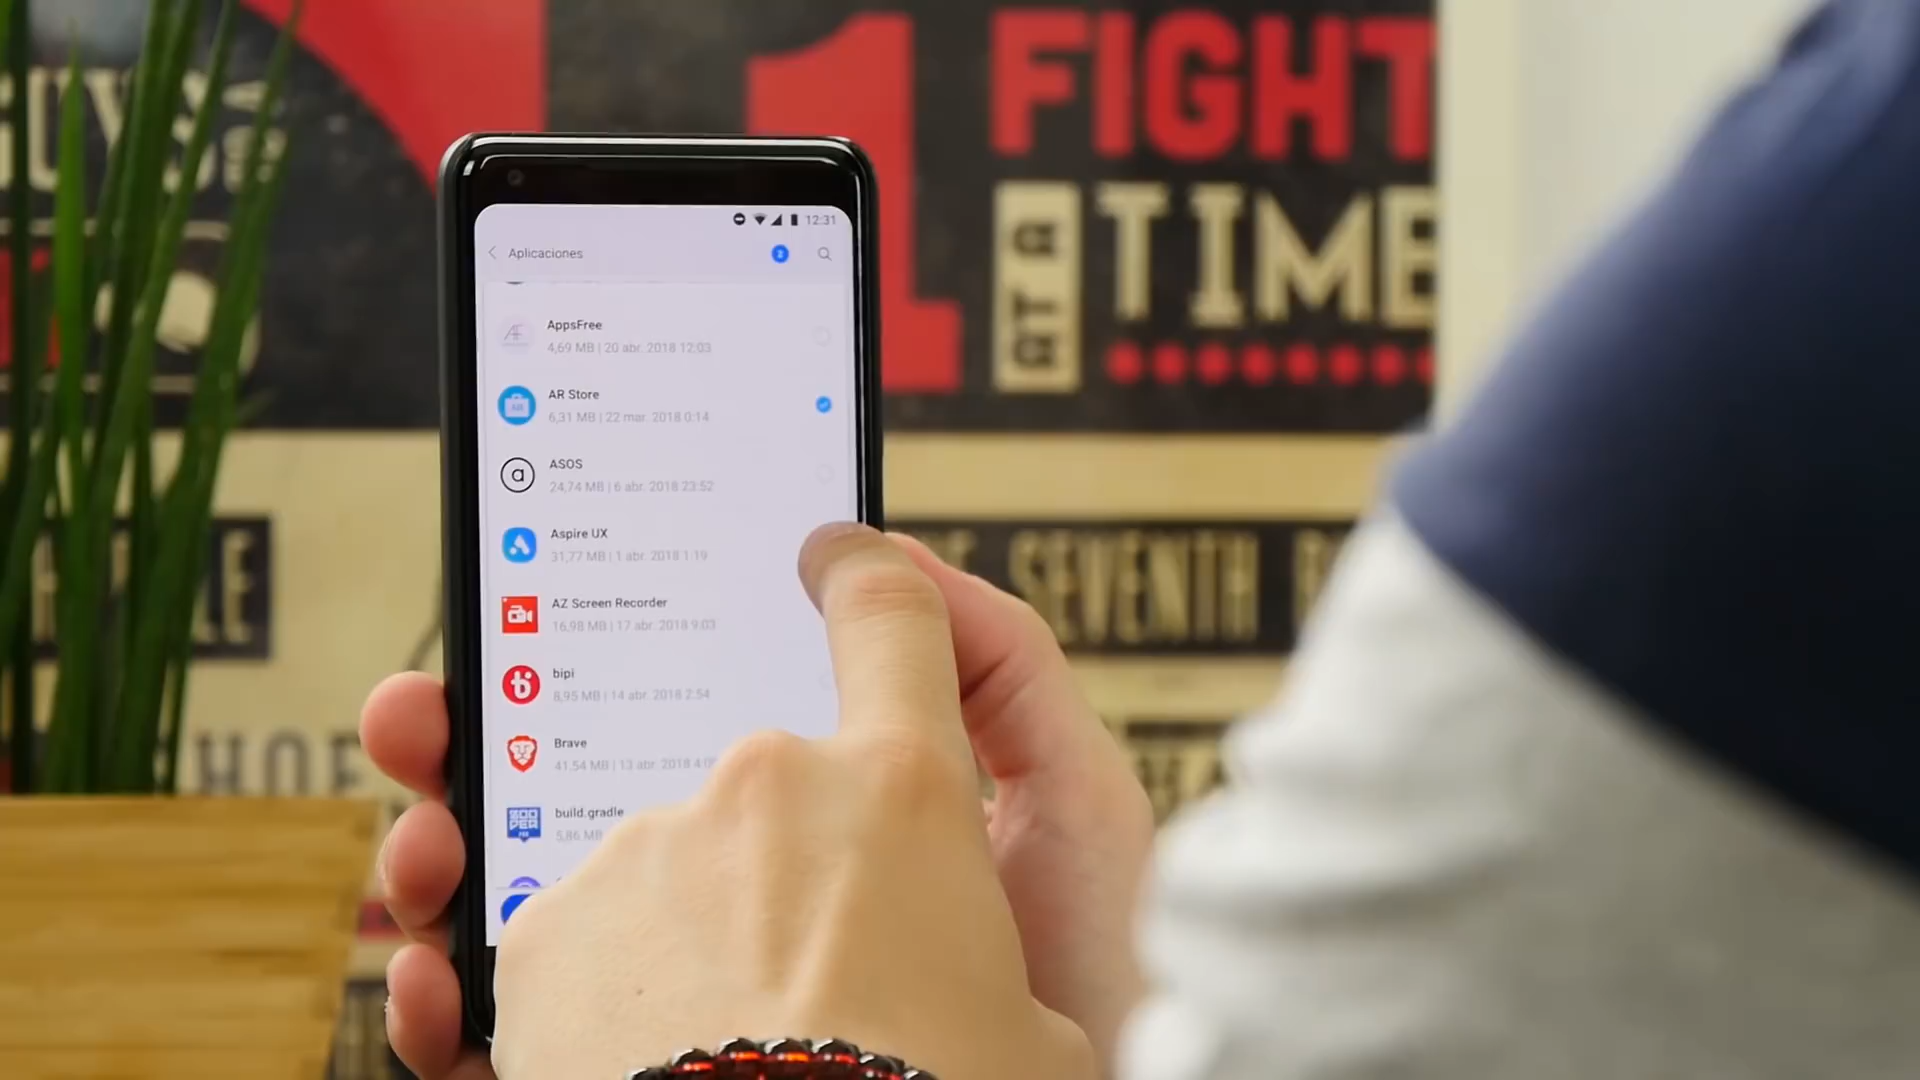 GUYS
1
FIGHT
AT A
TIME
SEVENTH
12:31
Aplicaciones
2
AppsFree
4,69 MB | 20 abr. 2018 12:03
AR Store
6,31 MB | 22 mar. 2018 0:14
ASOS
24,74 MB | 6 abr. 2018 23:52
Aspire UX
31,77 MB | 1 abr. 2018 1:19
AZ Screen Recorder
16,98 MB | 17 abr. 2018 9:03
bipi
8,95 MB | 14 abr. 2018 2:54
Brave
41,54 MB | 13 abr. 2018
build.gradle
5,86 MB